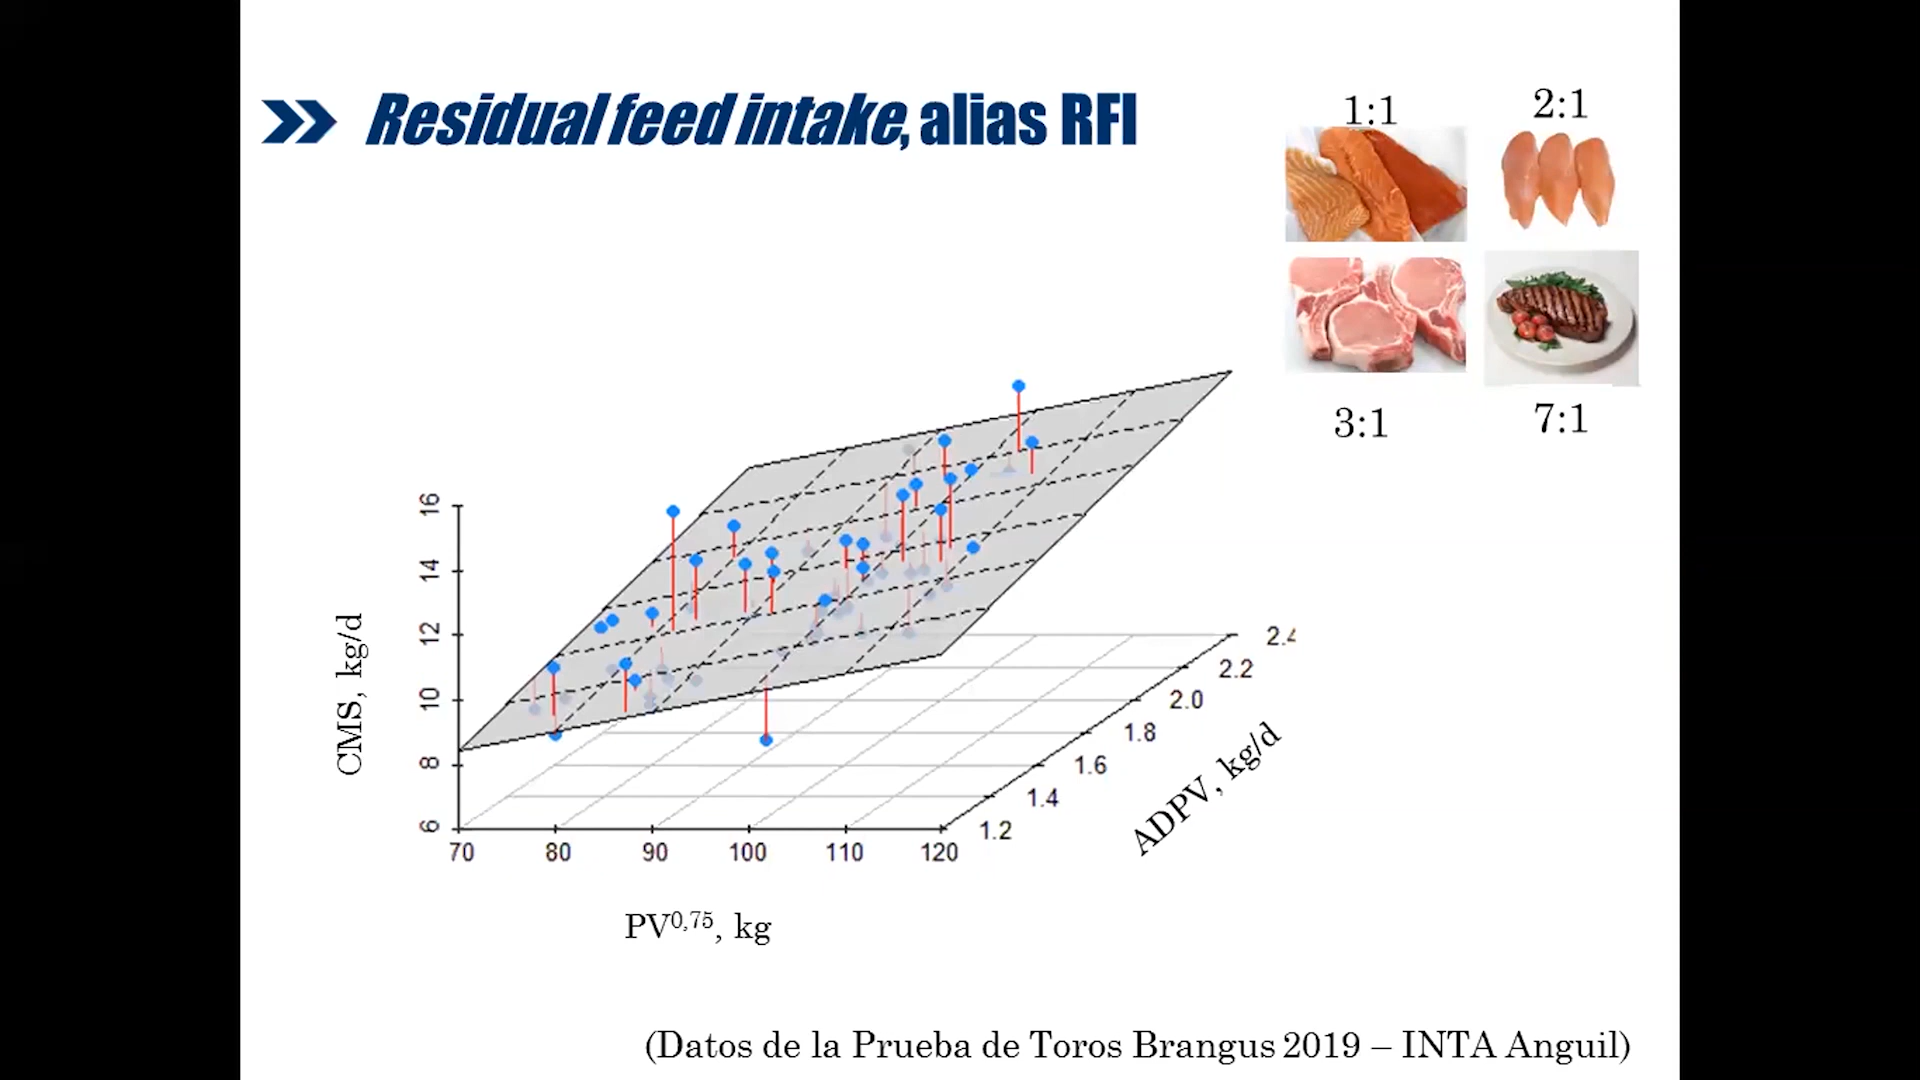 Residual feed intake, alias RFI
1:1
2:1
3:1
7:1
CMS, kg/d
16
14
12
10
8
6
70 80 90 100 110 120
1.2
1.4
1.6
1.8
2.0
2.2
2.4
ADPV, kg/d
PV⁰,⁷⁵, kg
(Datos de la Prueba de Toros Brangus 2019 – INTA Anguil)